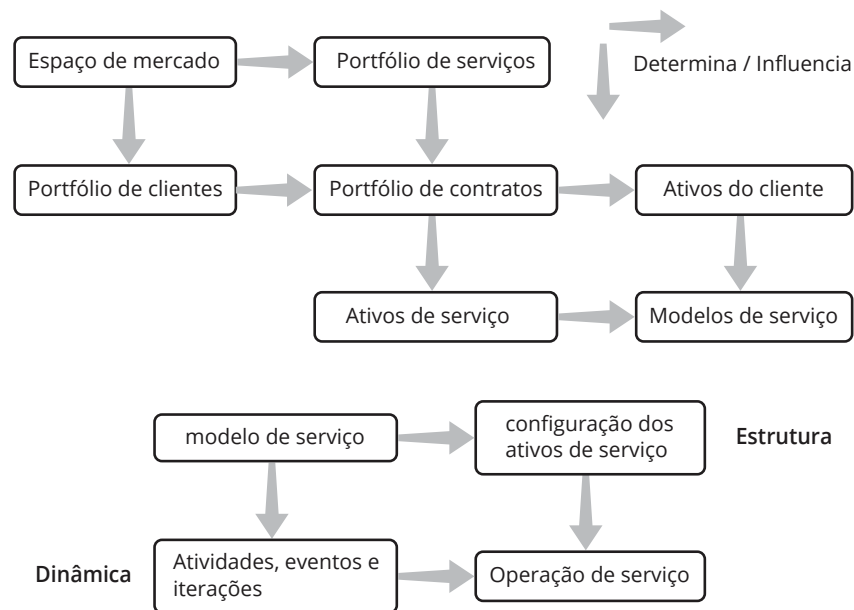 Espaço de mercado
Portfólio de serviços
Determina / Influencia
Portfólio de clientes
Portfólio de contratos
Ativos do cliente
Ativos de serviço
Modelos de serviço
modelo de serviço
configuração dos
ativos de serviço
Estrutura
Dinâmica
Atividades, eventos e
iterações
Operação de serviço